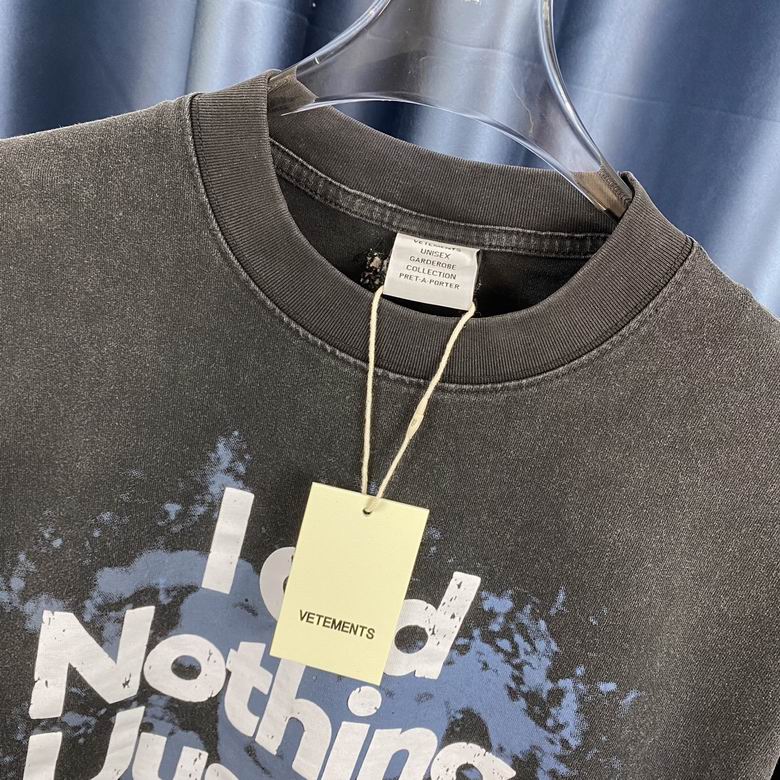 VETEMENTS
UNISEX
GARDEROBE
COLLECTION
PRET-A-PORTER
VETEMENTS
I
Nothing